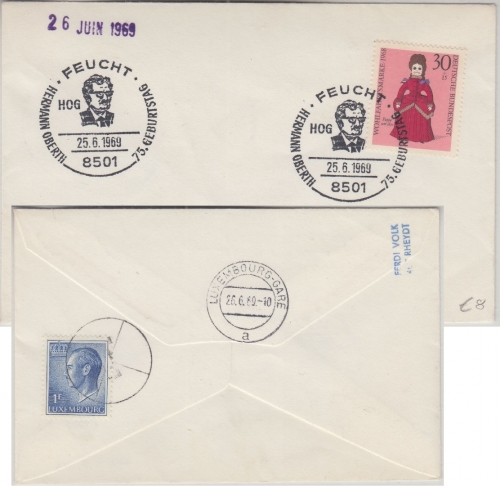 26 JUIN 1969
FEUCHT
HERMANN OBERTH
HOG
75. GEBURTSTAG
25.6.1969
8501
FEUCHT
HERMANN OBERTH
HOG
75. GEBURTSTAG
25.6.1969
8501
30
WOHLFAHRTSMARKE 1968
DEUTSCHE BUNDESPOST
FERDI VOLK
RHEYDT
LUXEMBOURG-GARE
26.6.69.-10
a
1F
LUXEMBOURG
€8